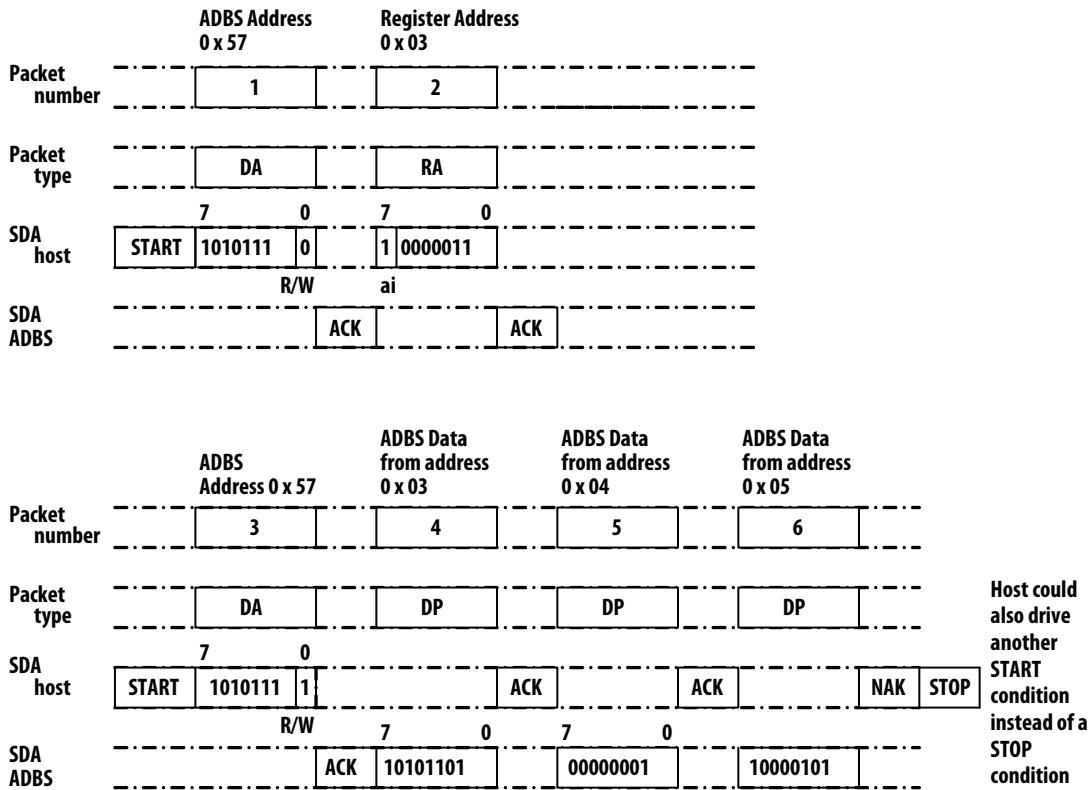 ADBS Address
0 x 57
Register Address
0 x 03
Packet
number
1
2
Packet
type
DA
RA
7 0
7 0
SDA
host
START
1010111
0
1
0000011
R/W
ai
SDA
ADBS
ACK
ACK
ADBS
Address 0 x 57
ADBS Data
from address
0 x 03
ADBS Data
from address
0 x 04
ADBS Data
from address
0 x 05
Packet
number
3
4
5
6
Packet
type
DA
DP
DP
DP
7 0
SDA
host
START
1010111
1
ACK
ACK
NAK
STOP
R/W
7 0
7 0
SDA
ADBS
ACK
10101101
00000001
10000101
Host could
also drive
another
START
condition
instead of a
STOP
condition